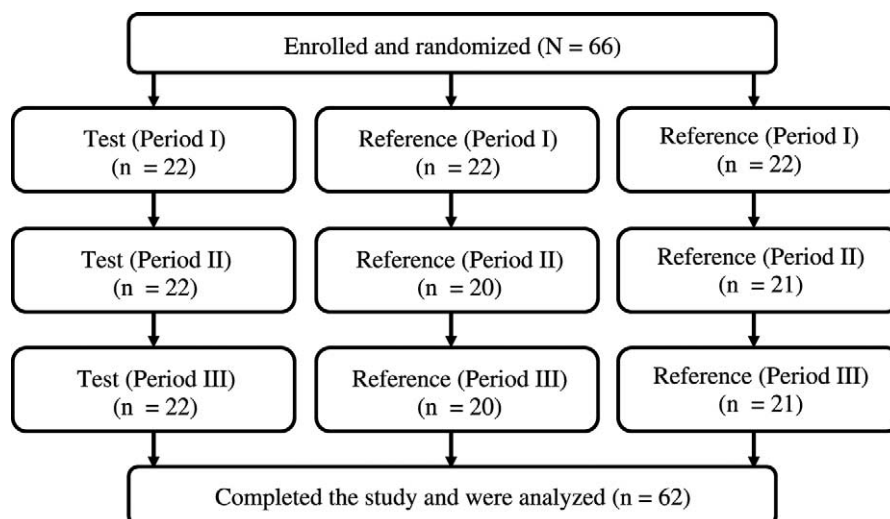 Enrolled and randomized (N = 66)
Test (Period I)
(n = 22)
Reference (Period I)
(n = 22)
Reference (Period I)
(n = 22)
Test (Period II)
(n = 22)
Reference (Period II)
(n = 20)
Reference (Period II)
(n = 21)
Test (Period III)
(n = 22)
Reference (Period III)
(n = 20)
Reference (Period III)
(n = 21)
Completed the study and were analyzed (n = 62)